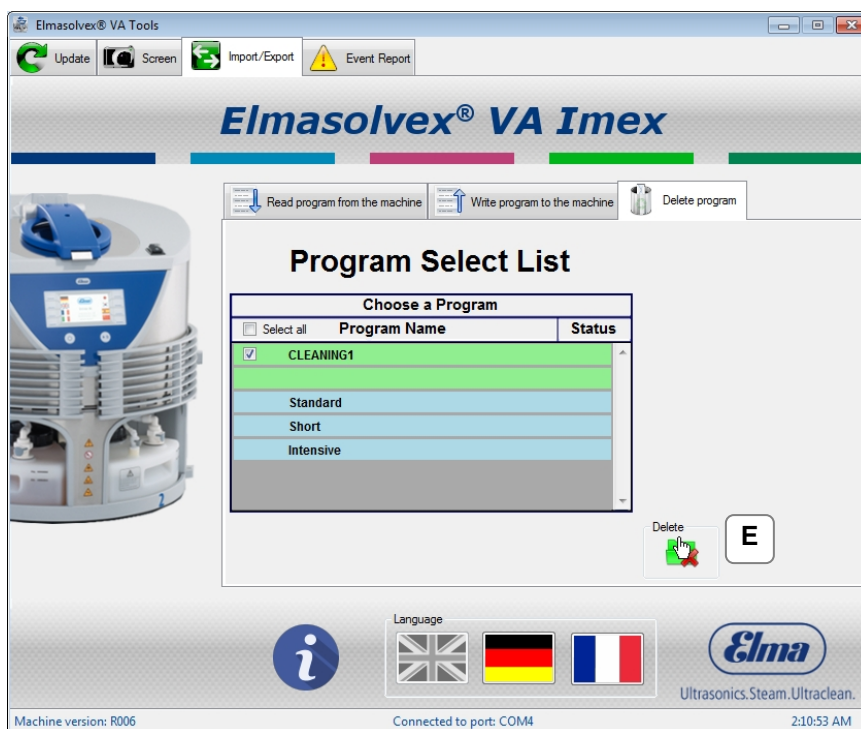 Elmasolvex® VA Tools
Update Screen Import/Export Event Report
Elmasolvex® VA Imex
Read program from the machine Write program to the machine Delete program
Program Select List
Choose a Program
Select all Program Name Status
CLEANING1
Standard
Short
Intensive
Delete
E
Language
Elma
Ultrasonics.Steam.Ultraclean.
Machine version: R006 Connected to port: COM4 2:10:53 AM
elma
2